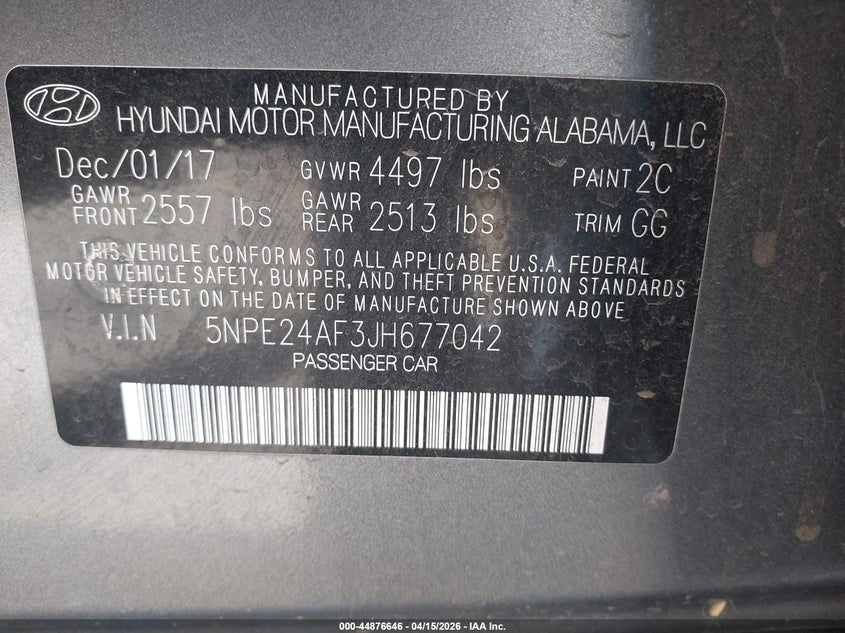 MANUFACTURED BY
HYUNDAI MOTOR MANUFACTURING ALABAMA, LLC
Dec/01/17 GVWR 4497 lbs PAINT 2C
GAWR FRONT 2557 lbs GAWR REAR 2513 lbs TRIM GG
THIS VEHICLE CONFORMS TO ALL APPLICABLE U.S.A. FEDERAL
MOTOR VEHICLE SAFETY, BUMPER, AND THEFT PREVENTION STANDARDS
IN EFFECT ON THE DATE OF MANUFACTURE SHOWN ABOVE
V.I.N 5NPE24AF3JH677042
PASSENGER CAR
000-44876646 - 04/15/2026 - IAA Inc.